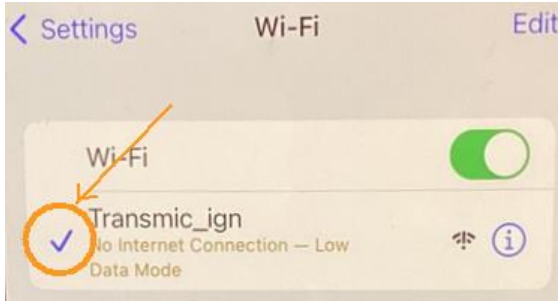 Settings
Wi-Fi
Edit
Wi-Fi
Transmic_ign
No Internet Connection — Low
Data Mode